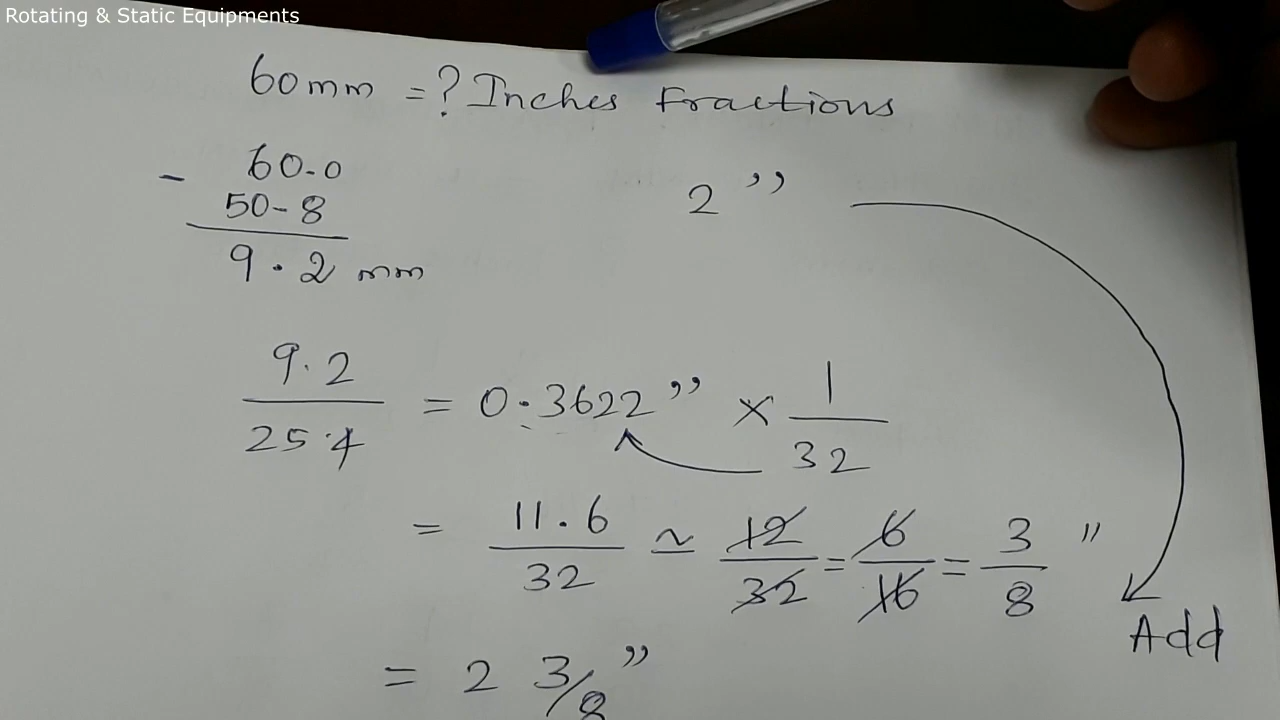 Rotating & Static Equipments
60mm = ? Inches Fractions
- 60.0
50-8
9.2 mm
2 ”
9.2/25.4 = 0.3622” × 1/32
= 11.6/32 ≃ 12/32 = 6/16 = 3/8 "
Add
= 2 3/8”